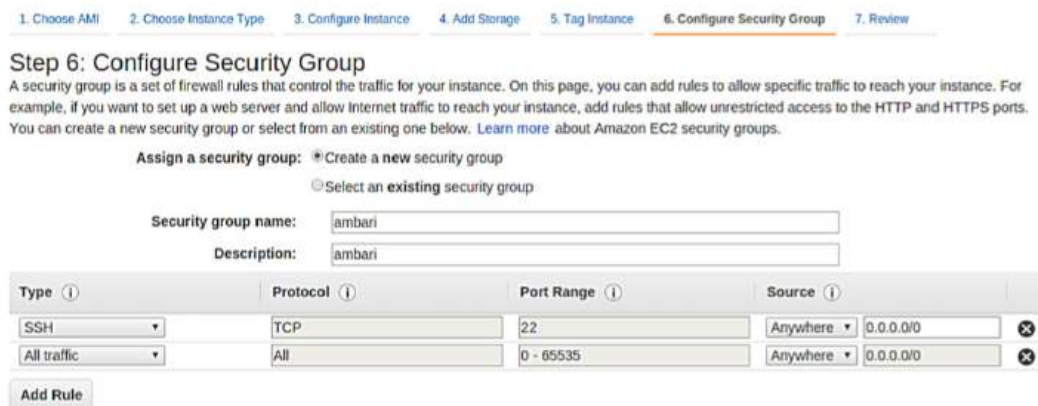 1. Choose AMI 2. Choose Instance Type 3. Configure Instance 4. Add Storage 5. Tag Instance 6. Configure Security Group 7. Review
Step 6: Configure Security Group
A security group is a set of firewall rules that control the traffic for your instance. On this page, you can add rules to allow specific traffic to reach your instance. For
example, if you want to set up a web server and allow Internet traffic to reach your instance, add rules that allow unrestricted access to the HTTP and HTTPS ports.
You can create a new security group or select from an existing one below. Learn more about Amazon EC2 security groups.
Assign a security group: Create a new security group
Select an existing security group
Security group name: ambari
Description: ambari
Type Protocol Port Range Source
SSH TCP 22 Anywhere 0.0.0.0/0
All traffic All 0 - 65535 Anywhere 0.0.0.0/0
Add Rule